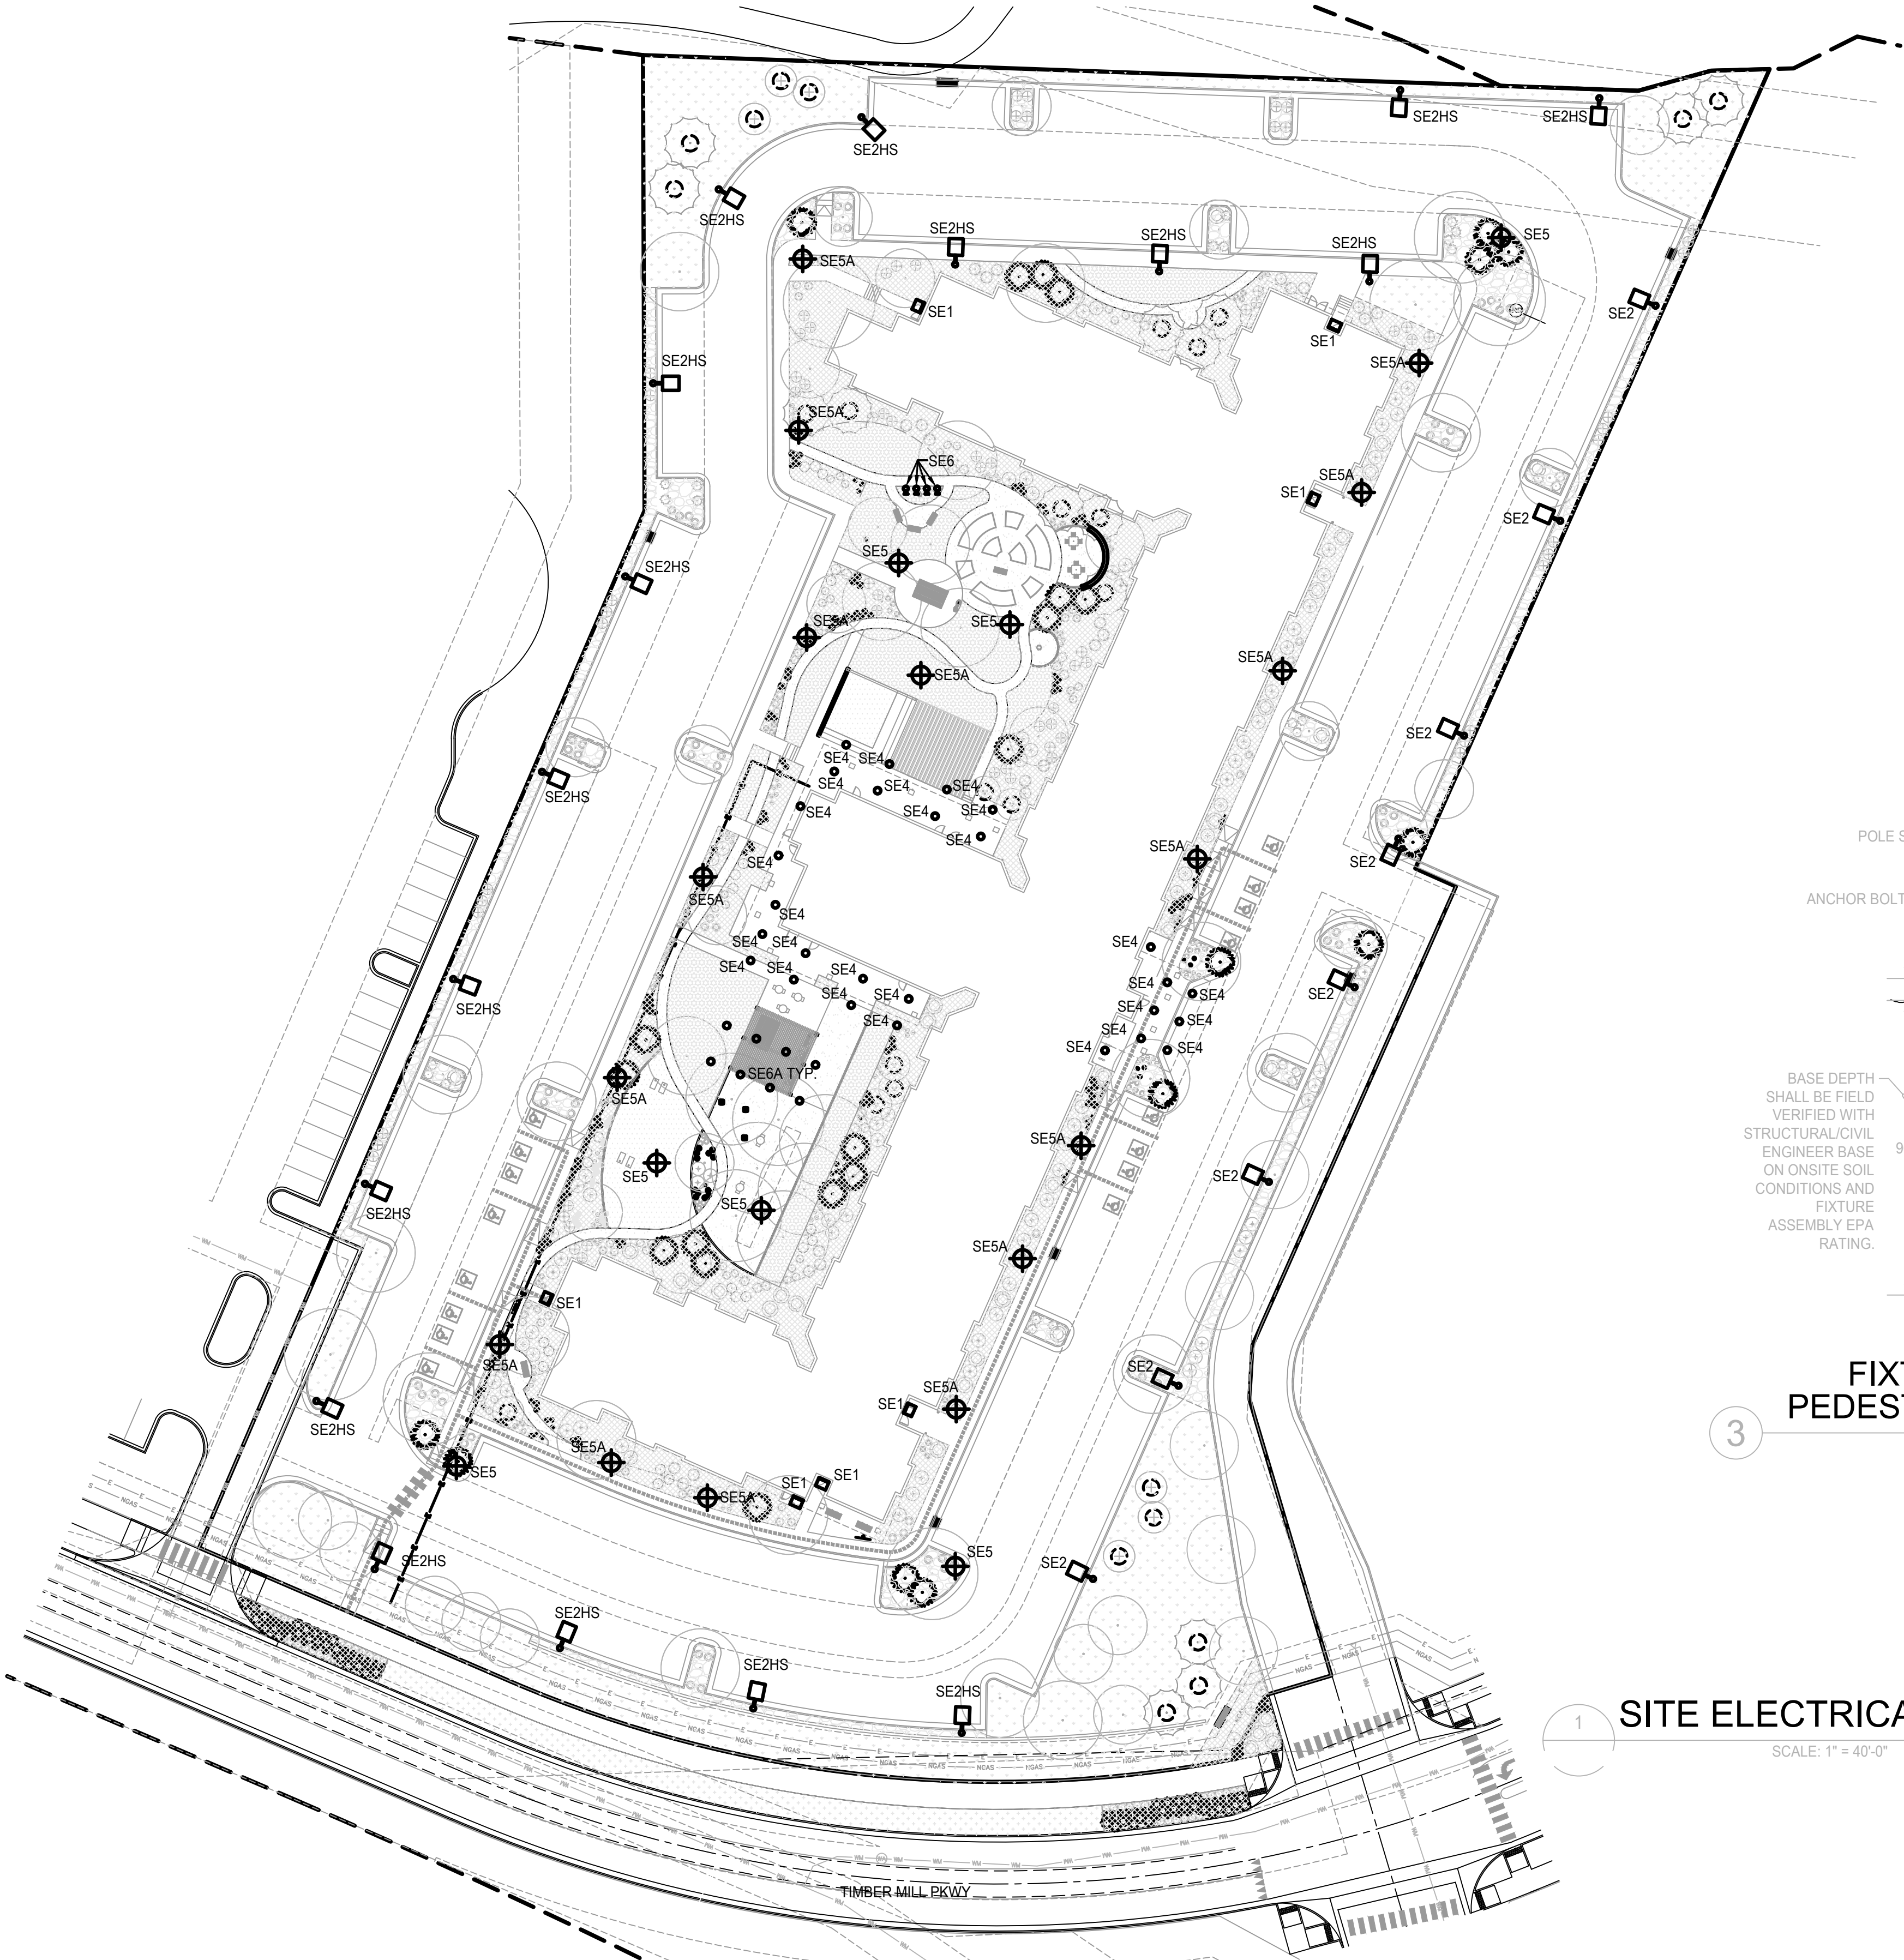 SE2HS
SE2HS
SE2HS
SE2HS
SE2HS
SE2HS
SE2HS
SE5
SE5A
SE1
SE2
SE1
SE2HS
SE5A
SE5A
SE6
SE5A
SE1
SE2
SE5
SE2HS
SE5A
SE5
SE5A
SE5A
SE2
SE4
SE4
SE4
SE2HS
SE4
SE4
SE4
SE4
SE4
SE4
POLE S
SE5A
SE4
SE2
SE5A
ANCHOR BOLT
SE4
SE4
SE4
SE4
SE4
SE4
SE4
SE4
SE4
SE4
SE4
SE2
SE2HS
SE4
SE4
SE4
SE4
SE4
SE4
SE4
SE6A TYP.
SE5A
BASE DEPTH
SHALL BE FIELD
VERIFIED WITH
STRUCTURAL/CIVIL
ENGINEER BASE
ON ONSITE SOIL
CONDITIONS AND
FIXTURE
ASSEMBLY EPA
RATING.
9
SE5A
SE5
SE2
SE2HS
SE5
SE5A
SE1
SE5A
SE2
SE5A
SE1
SE2HS
SE5A
SE5
SE1
SE1
SE5A
SE5
SE2
SE2HS
SE2HS
SE2HS
SE2HS
3
FIXT
PEDEST
1
SITE ELECTRICA
SCALE: 1" = 40'-0"
TIMBER MILL PKWY